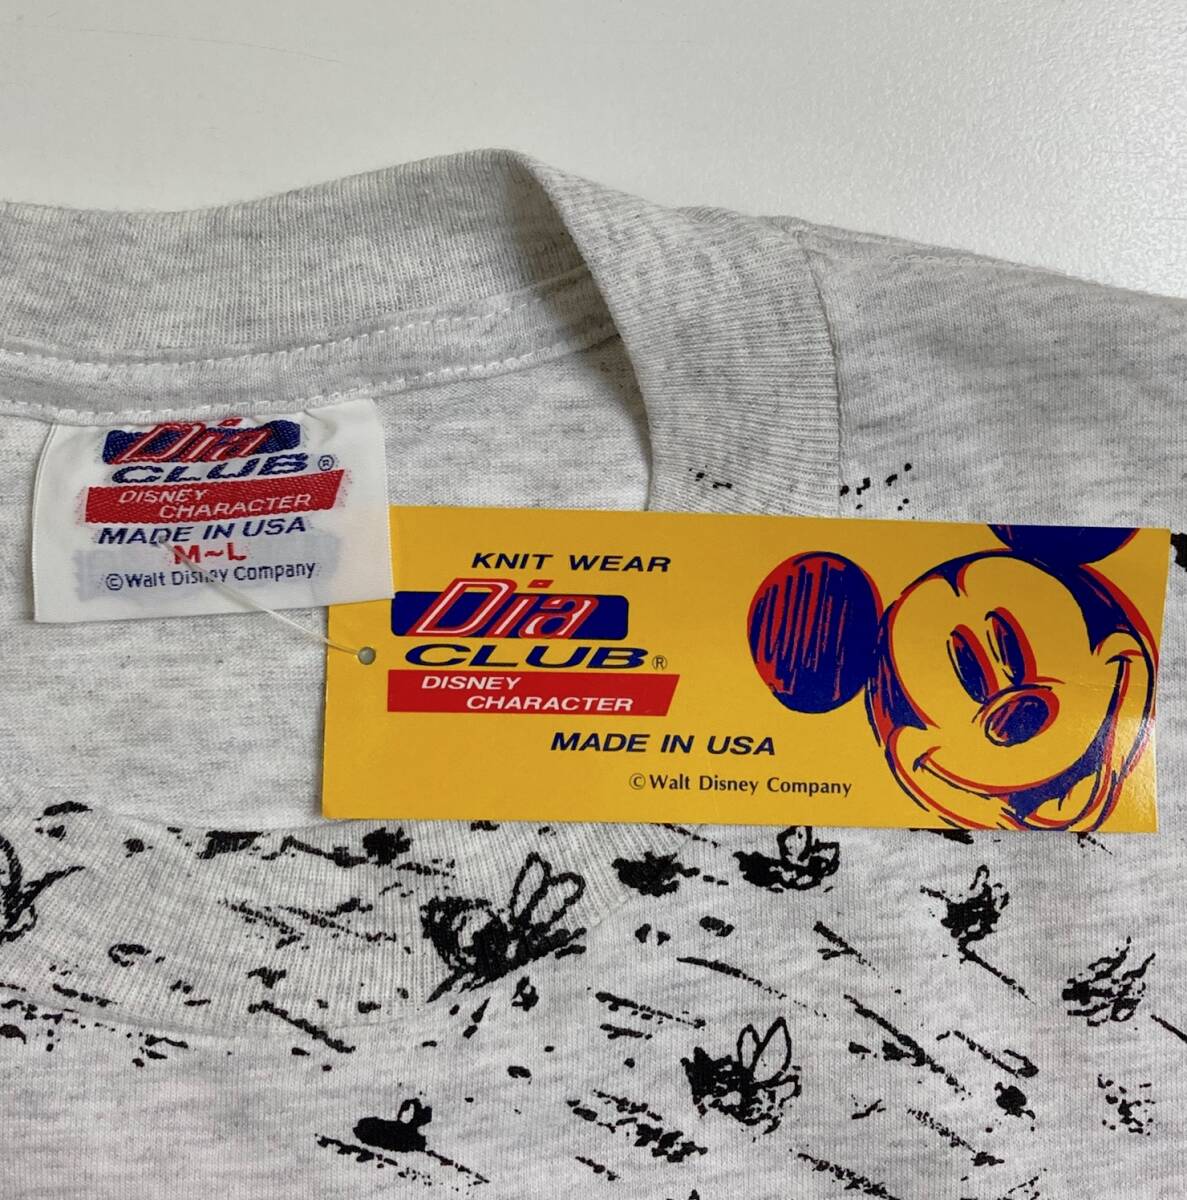 Dia
CLUB®
DISNEY
CHARACTER
MADE IN USA
M~L
©Walt Disney Company
KNIT WEAR
Dia
CLUB®
DISNEY
CHARACTER
MADE IN USA
©Walt Disney Company